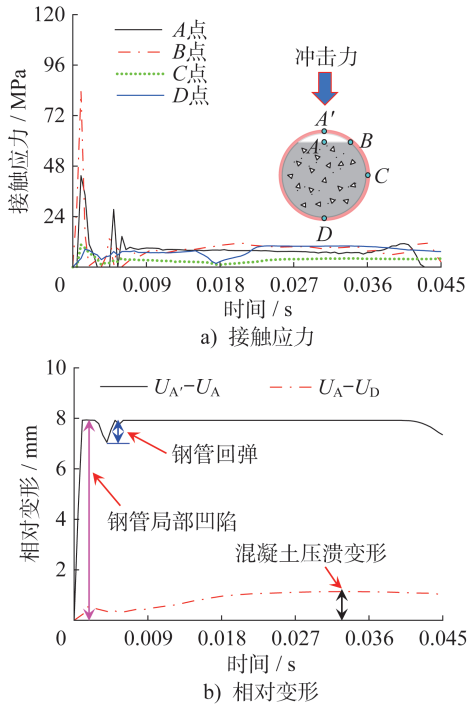 A点
B点
C点
D点
接触应力 / MPa
120
96
72
48
24
0
0.009
0.018
0.027
0.036
0.045
时间 / s
冲击力
A′
A
B
C
D
a) 接触应力
U_A′−U_A
U_A−U_D
相对变形 / mm
10
8
6
4
2
0
0.009
0.018
0.027
0.036
0.045
时间 / s
钢管回弹
钢管局部凹陷
混凝土压溃变形
b) 相对变形